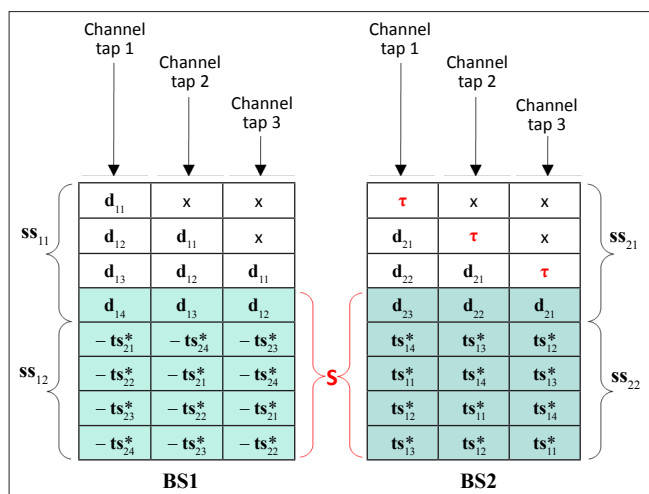 Channel tap 1
Channel tap 2
Channel tap 3
Channel tap 1
Channel tap 2
Channel tap 3
d₁₁ x x
d₁₂ d₁₁ x
d₁₃ d₁₂ d₁₁
d₁₄ d₁₃ d₁₂
– ts*₂₁ – ts*₂₄ – ts*₂₃
– ts*₂₂ – ts*₂₁ – ts*₂₄
– ts*₂₃ – ts*₂₂ – ts*₂₁
– ts*₂₄ – ts*₂₃ – ts*₂₂
ss₁₁
ss₁₂
BS1
S
τ x x
d₂₁ τ x
d₂₂ d₂₁ τ
d₂₃ d₂₂ d₂₁
ts*₁₄ ts*₁₃ ts*₁₂
ts*₁₁ ts*₁₄ ts*₁₃
ts*₁₂ ts*₁₁ ts*₁₄
ts*₁₃ ts*₁₂ ts*₁₁
ss₂₁
ss₂₂
BS2